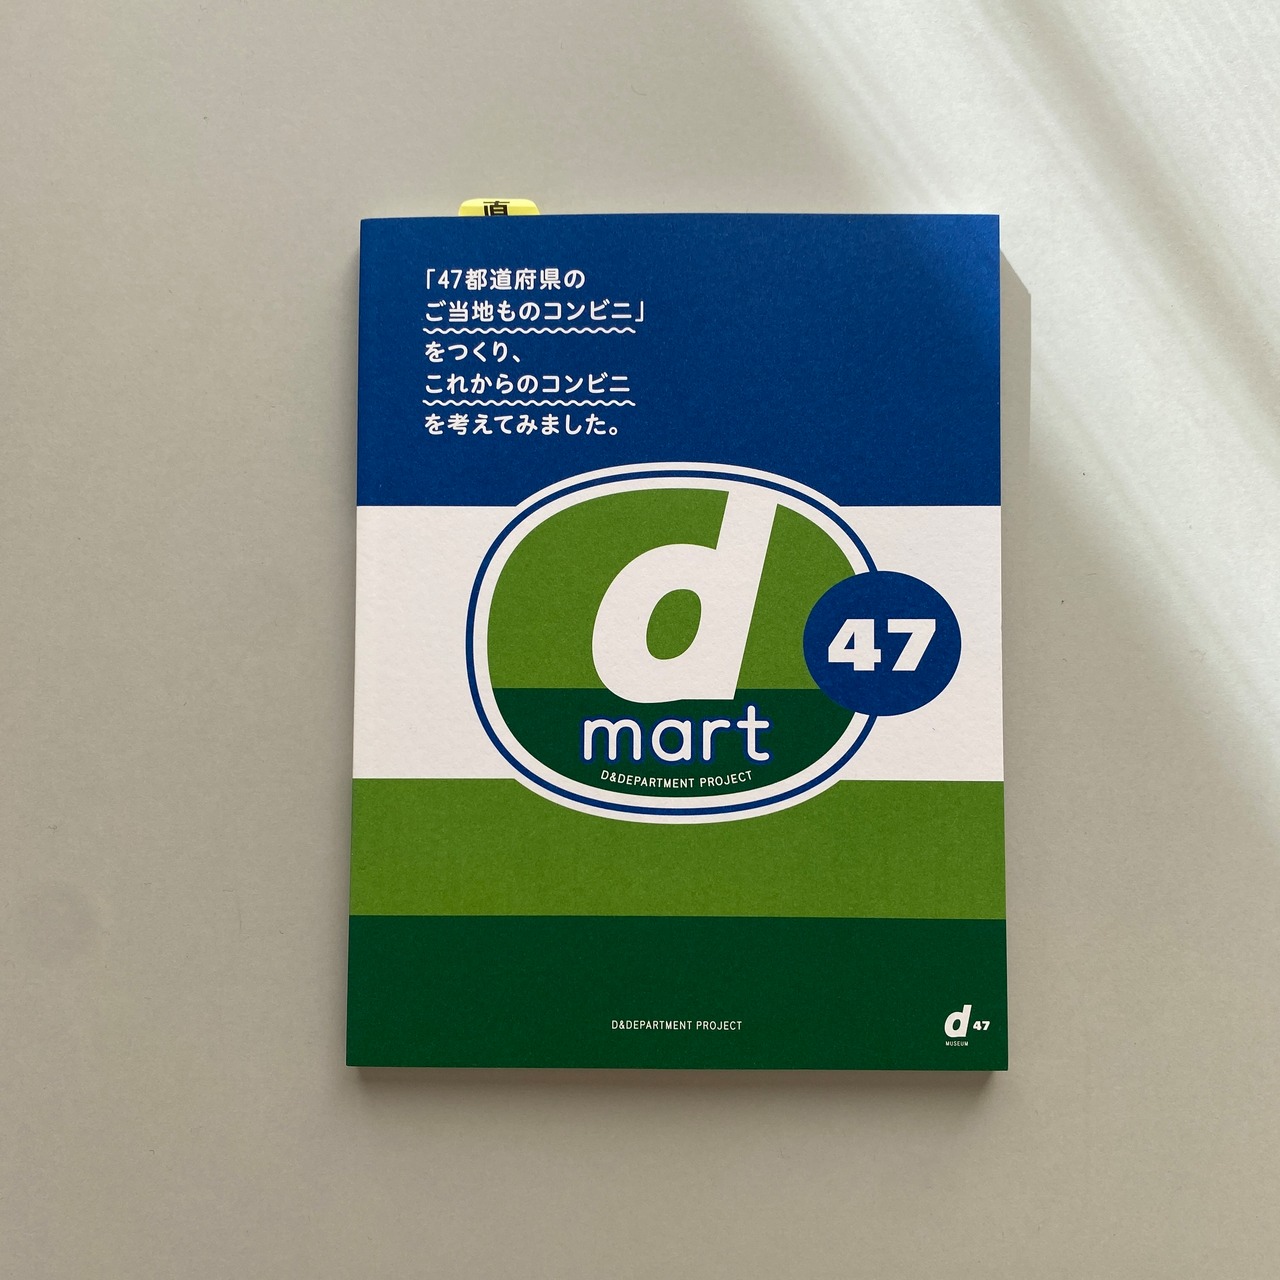 「47都道府県の
ご当地ものコンビニ」
をつくり、
これからのコンビニ
を考えてみました。
d
47
mart
D&DEPARTMENT PROJECT
D&DEPARTMENT PROJECT
d 47
MUSEUM